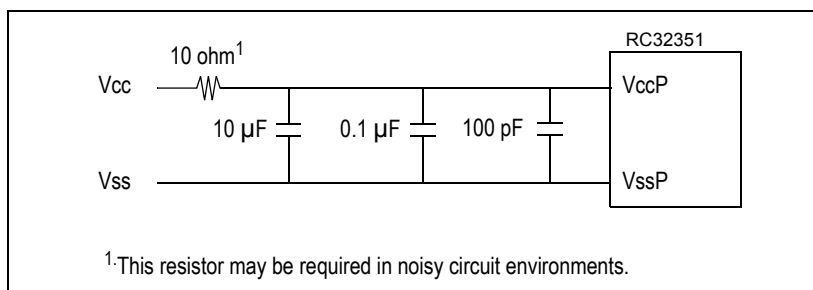 RC32351
10 ohm1
Vcc
VccP
10 µF
0.1 µF
100 pF
Vss
VssP
1.This resistor may be required in noisy circuit environments.